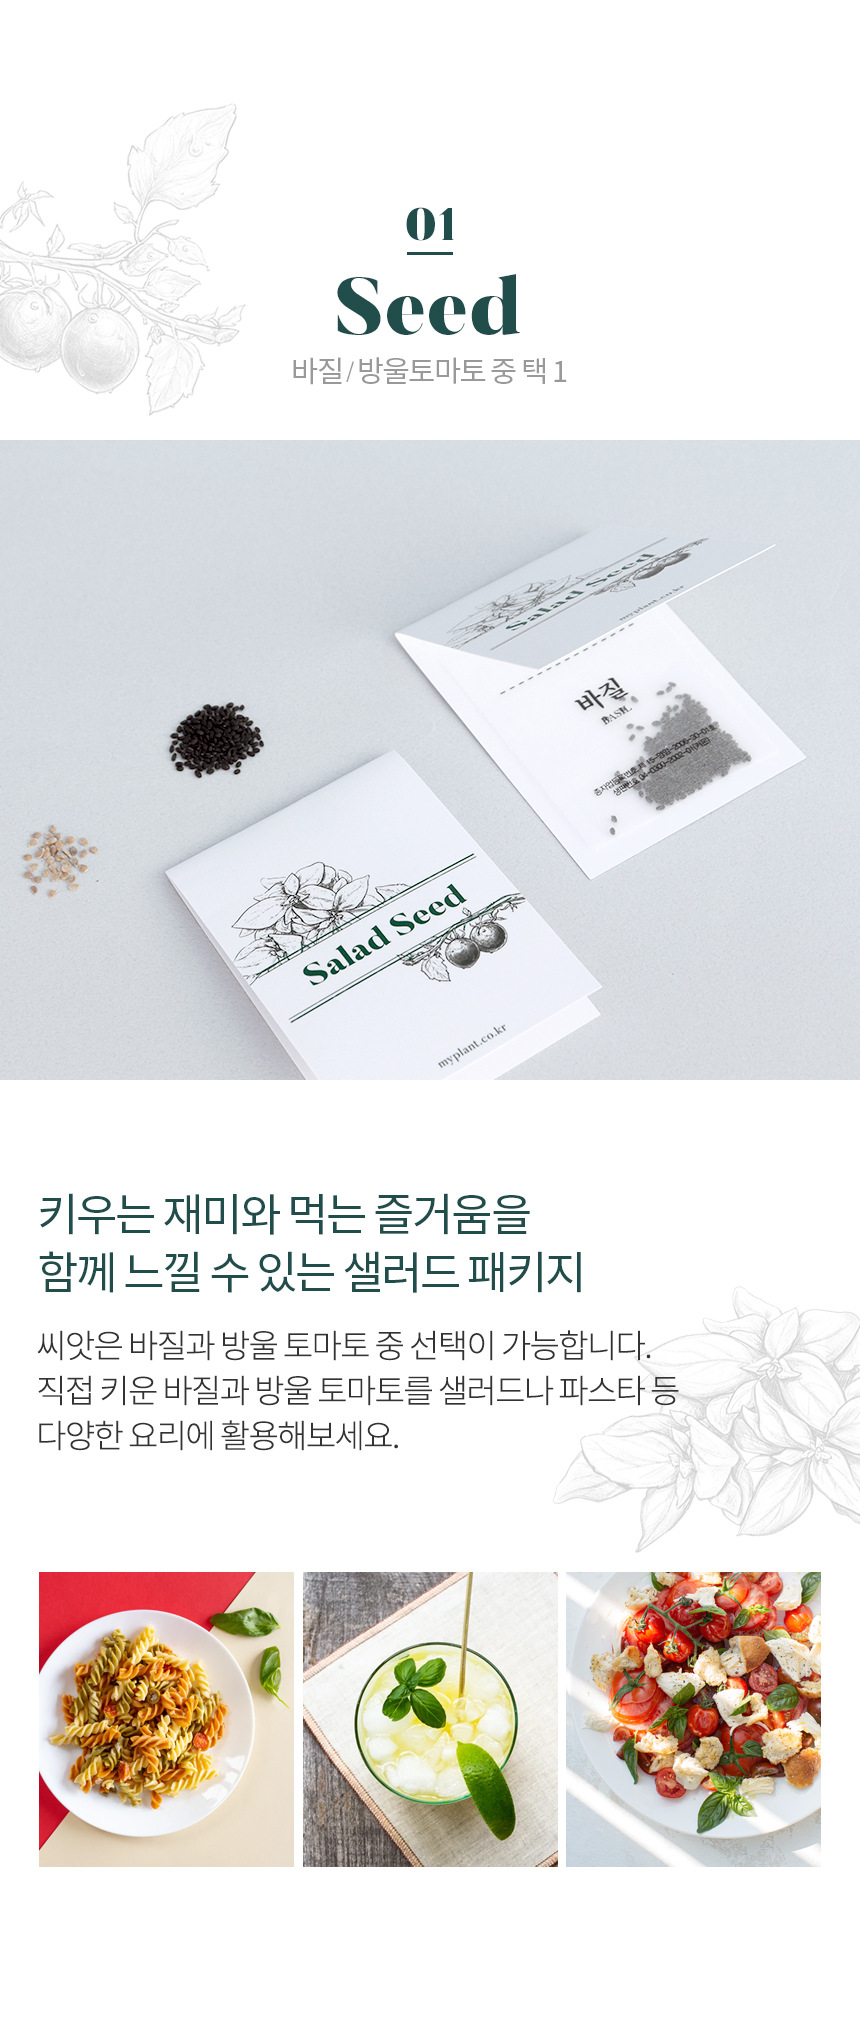 01
Seed
바질/방울토마토 중 택 1
Salad Seed
myplant.co.kr
바질
BASIL
Salad Seed
myplant.co.kr
키우는 재미와 먹는 즐거움을
함께 느낄 수 있는 샐러드 패키지
씨앗은 바질과 방울 토마토 중 선택이 가능합니다.
직접 키운 바질과 방울 토마토를 샐러드나 파스타 등
다양한 요리에 활용해보세요.